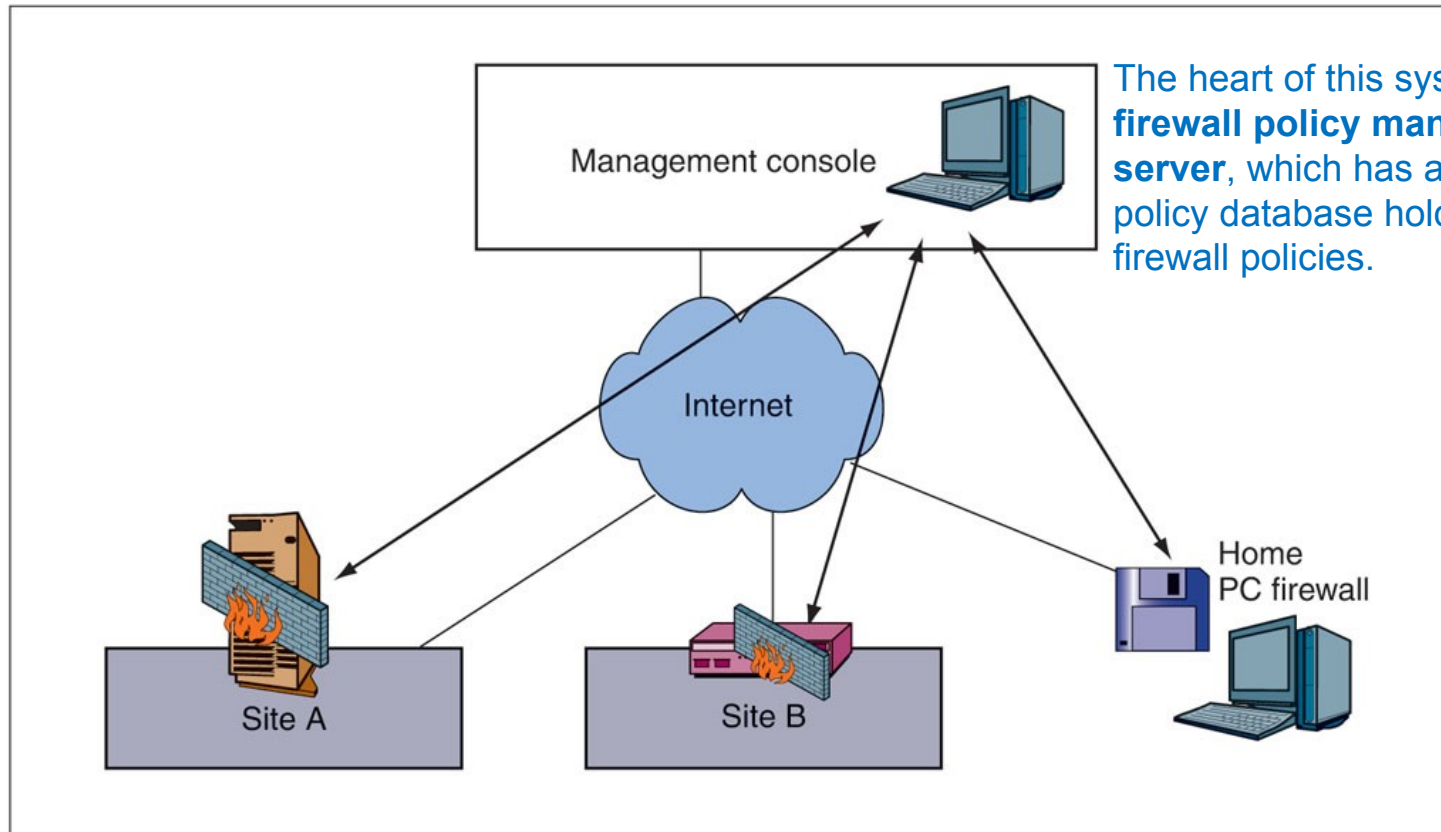 The heart of this sys
firewall policy man
server, which has a
policy database hold
firewall policies.
Management console
Internet
Home
PC firewall
Site A
Site B